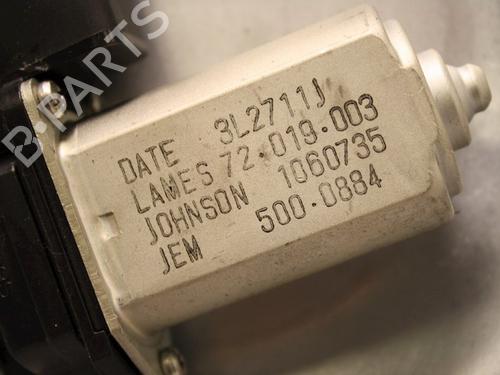 B-PARTS
DATE 3L2711J
LAMES 72.019.003
JOHNSON 1060735
JEM 500.0884